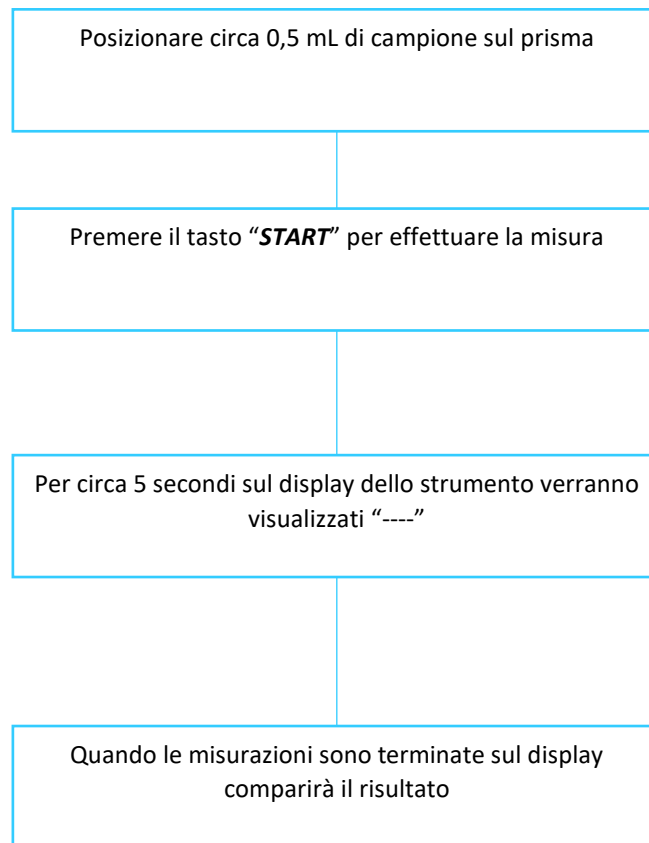 Posizionare circa 0,5 mL di campione sul prisma
Premere il tasto “START” per effettuare la misura
Per circa 5 secondi sul display dello strumento verranno
visualizzati “----”
Quando le misurazioni sono terminate sul display
comparirà il risultato